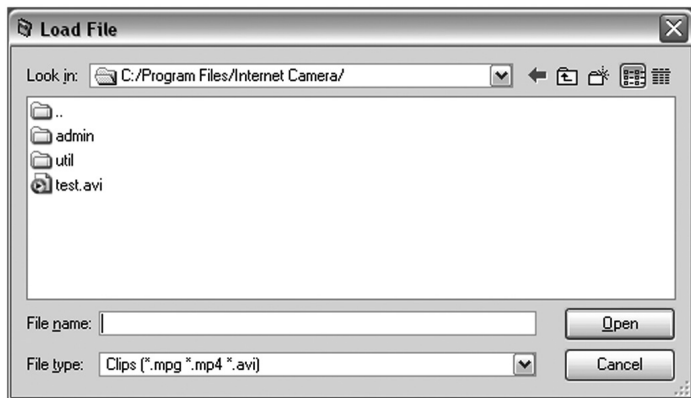 Load File
Look in: C:/Program Files/Internet Camera/
..
admin
util
test.avi
File name: Open
File type: Clips (*.mpg *.mp4 *.avi) Cancel